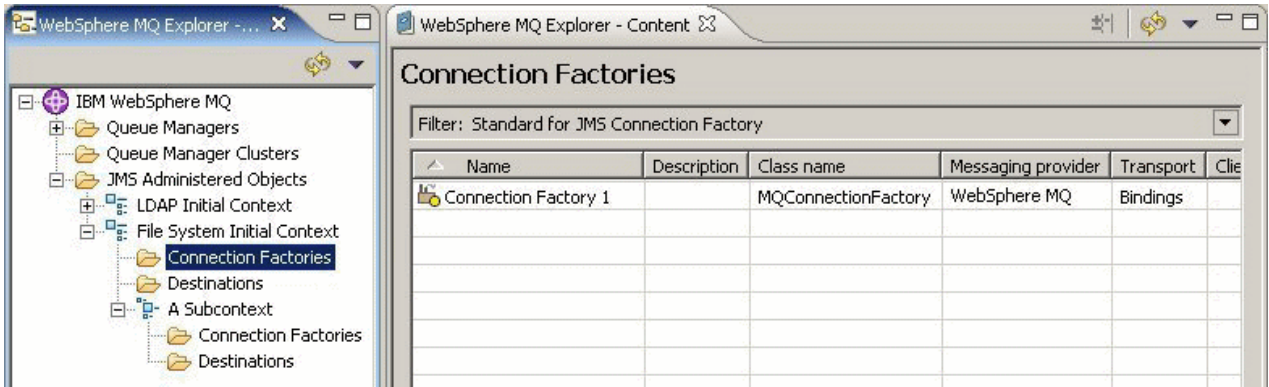 WebSphere MQ Explorer -...
IBM WebSphere MQ
Queue Managers
Queue Manager Clusters
JMS Administered Objects
LDAP Initial Context
File System Initial Context
Connection Factories
Destinations
A Subcontext
Connection Factories
Destinations
WebSphere MQ Explorer - Content
Connection Factories
Filter: Standard for JMS Connection Factory
Name Description Class name Messaging provider Transport Clie
Connection Factory 1 MQConnectionFactory WebSphere MQ Bindings